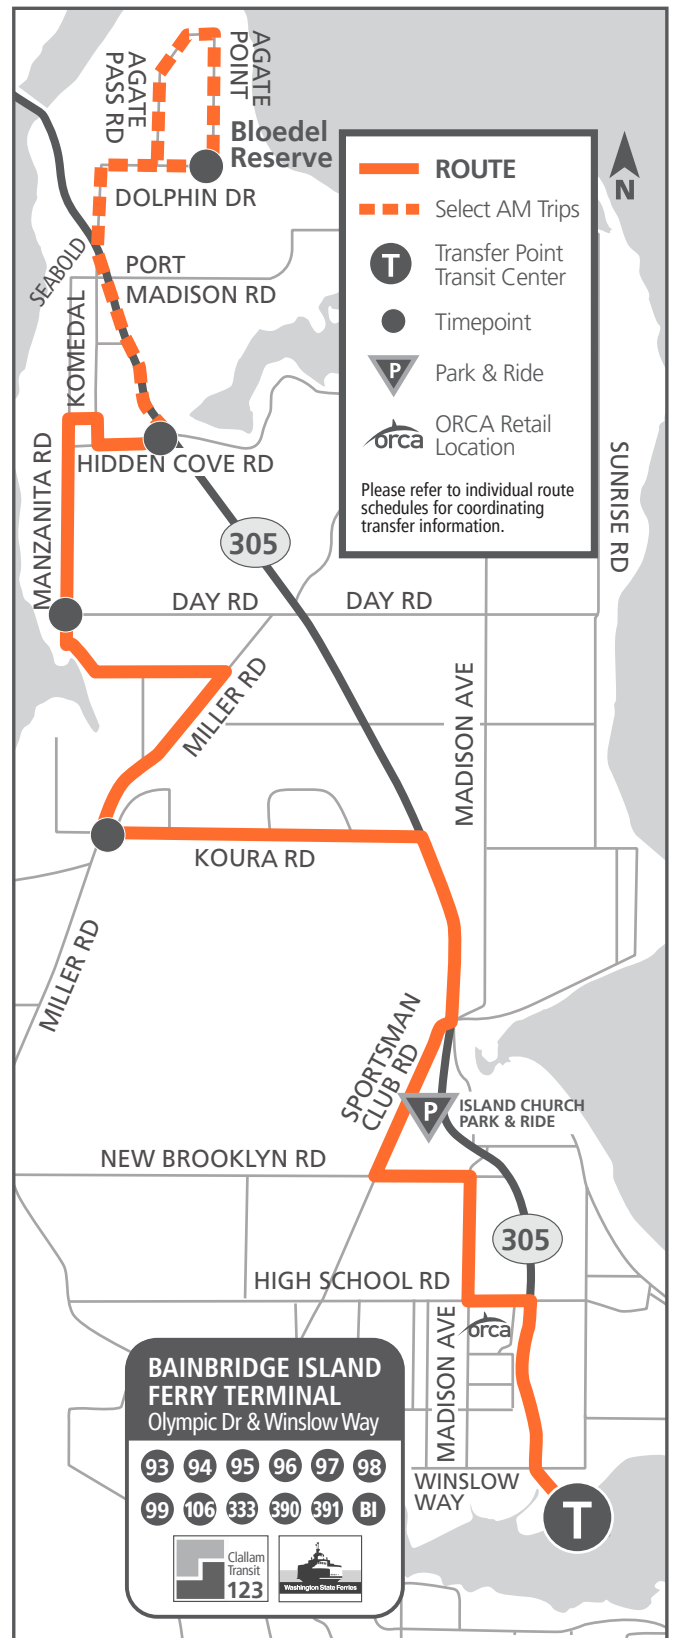 AGATE
POINT
AGATE
PASS RD
Bloedel
Reserve
DOLPHIN DR
SEABOLD
PORT
MADISON RD
KOMEDAL
HIDDEN COVE RD
MANZANITA RD
ROUTE
Select AM Trips
T
Transfer Point
Transit Center
Timepoint
P
Park & Ride
orca
ORCA Retail
Location
Please refer to individual route
schedules for coordinating
transfer information.
N
SUNRISE RD
305
DAY RD
DAY RD
MILLER RD
MADISON AVE
KOURA RD
MILLER RD
SPORTSMAN
CLUB RD
P
ISLAND CHURCH
PARK & RIDE
NEW BROOKLYN RD
305
HIGH SCHOOL RD
orca
MADISON AVE
WINSLOW
WAY
T
BAINBRIDGE ISLAND
FERRY TERMINAL
Olympic Dr & Winslow Way
93 94 95 96 97 98
99 106 333 390 391 BI
Clallam
Transit
123
Washington State Ferries